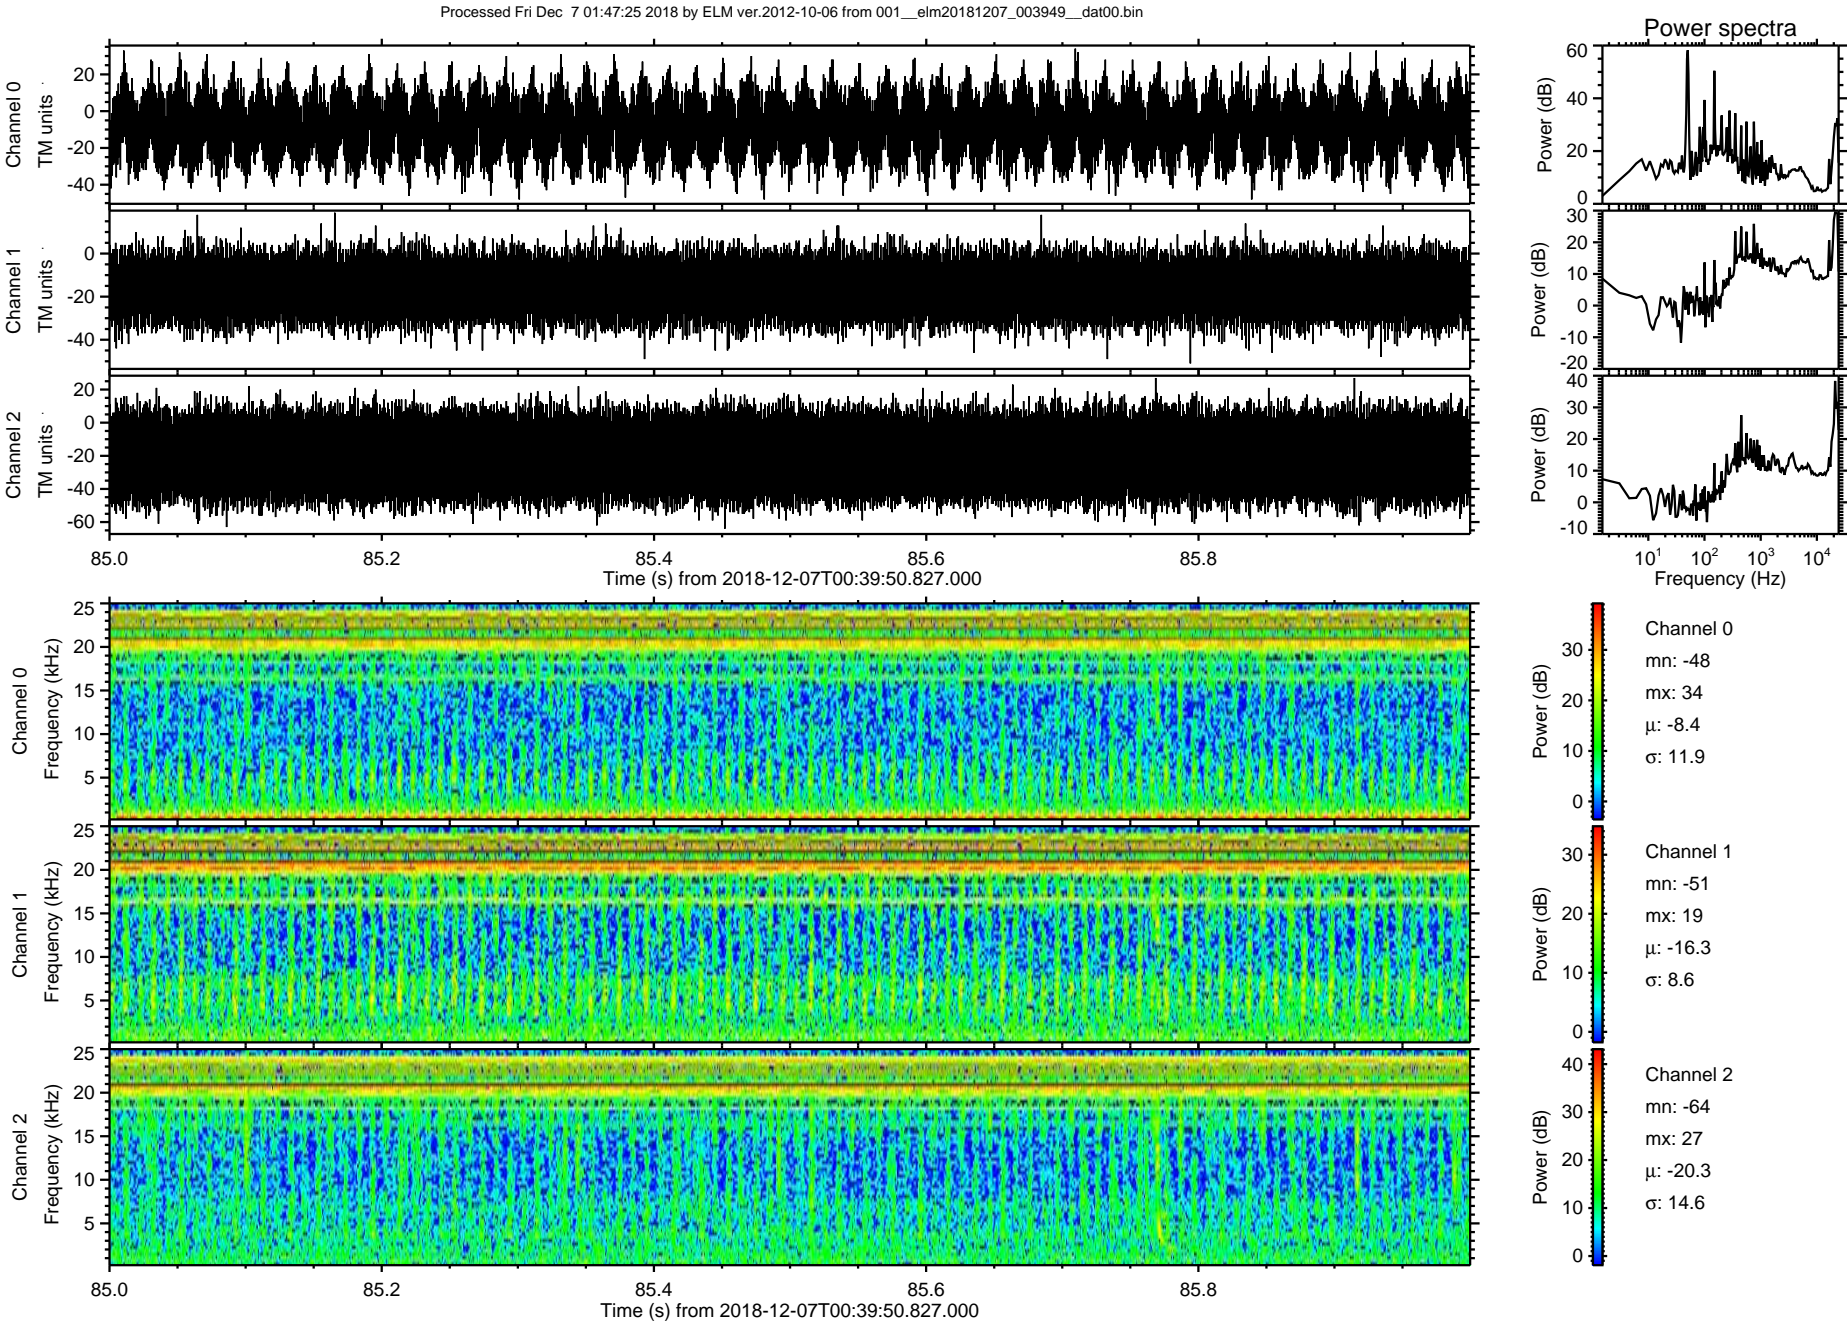 Processed Fri Dec 7 01:47:25 2018 by ELM ver.2012-10-06 from 001__elm20181207_003949__dat00.bin
Power spectra
Channel 0
TM units
20
0
-20
-40
Power (dB)
60
40
20
0
Channel 1
TM units
0
-20
-40
Power (dB)
30
20
10
0
-10
-20
Channel 2
TM units
20
0
-20
-40
-60
Power (dB)
40
30
20
10
0
-10
85.0 85.2 85.4 85.6 85.8
Time (s) from 2018-12-07T00:39:50.827.000
10^1 10^2 10^3 10^4
Frequency (Hz)
Channel 0
Frequency (kHz)
25
20
15
10
5
Power (dB)
30
20
10
0
Channel 0
mn: -48
mx: 34
μ: -8.4
σ: 11.9
Channel 1
Frequency (kHz)
25
20
15
10
5
Power (dB)
30
20
10
0
Channel 1
mn: -51
mx: 19
μ: -16.3
σ: 8.6
Channel 2
Frequency (kHz)
25
20
15
10
5
Power (dB)
40
30
20
10
0
Channel 2
mn: -64
mx: 27
μ: -20.3
σ: 14.6
85.0 85.2 85.4 85.6 85.8
Time (s) from 2018-12-07T00:39:50.827.000